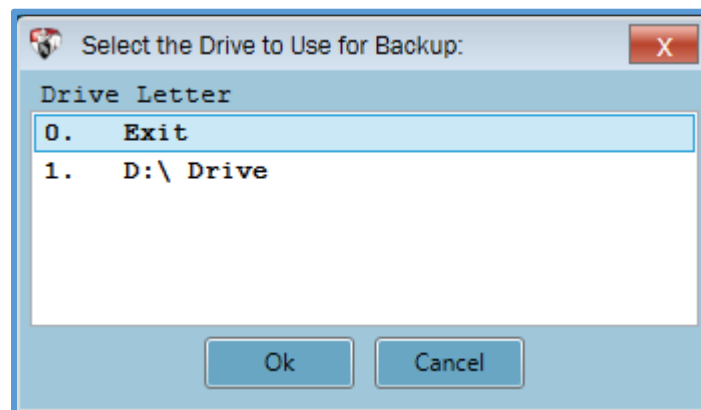 Select the Drive to Use for Backup:
X
Drive Letter
0. Exit
1. D:\ Drive
Ok
Cancel